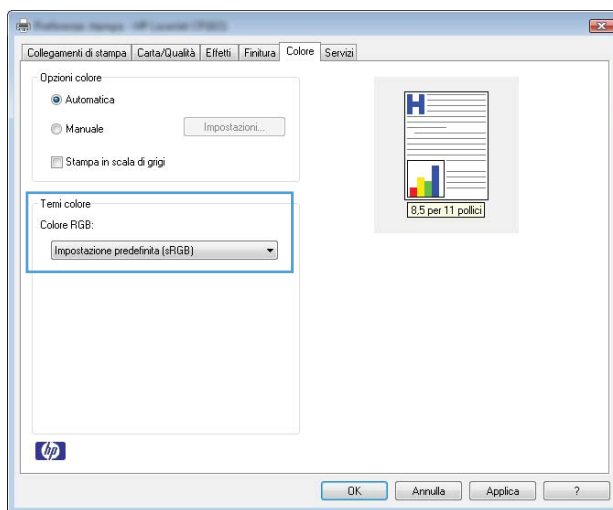 Collegamenti di stampa Carta/Qualità Effetti Finitura Colore Servizi
Opzioni colore
Automatica
Manuale Impostazioni...
Stampa in scala di grigi
H
8,5 per 11 pollici
Temi colore
Colore RGB:
Impostazione predefinita (sRGB)
hp
OK Annulla Applica ?